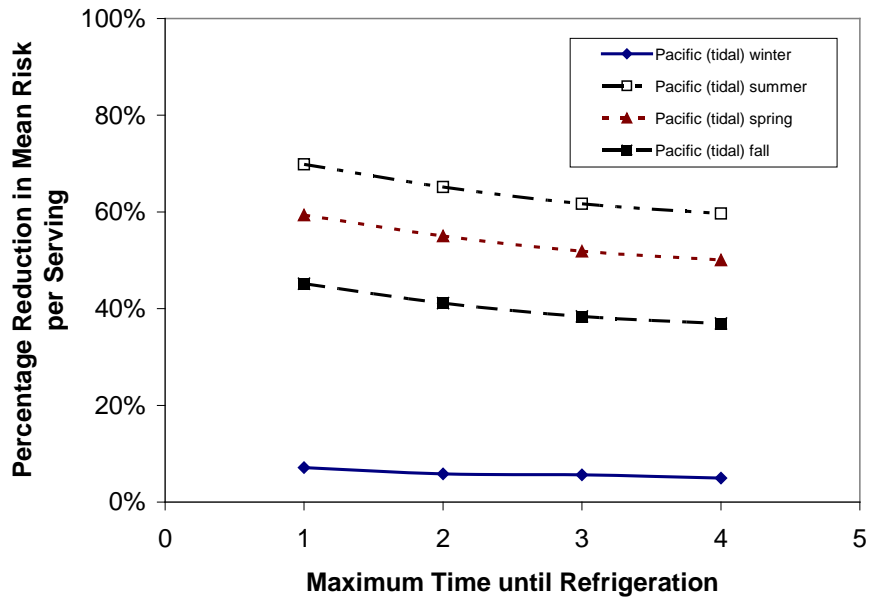 100%
80%
60%
40%
20%
0%
Percentage Reduction in Mean Risk
per Serving
Pacific (tidal) winter
Pacific (tidal) summer
Pacific (tidal) spring
Pacific (tidal) fall
0 1 2 3 4 5
Maximum Time until Refrigeration